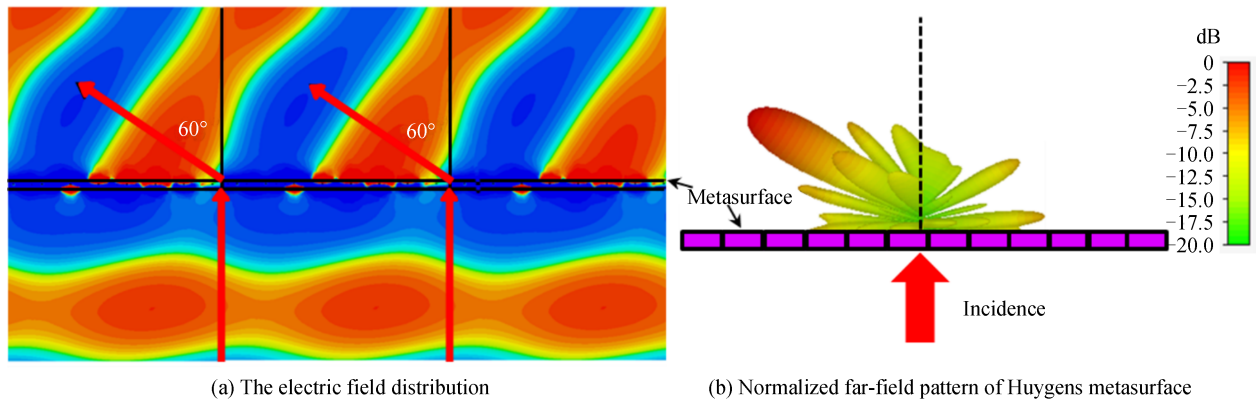 60°
60°
(a) The electric field distribution
dB
0
−2.5
−5.0
−7.5
−10.0
−12.5
−15.0
−17.5
−20.0
Metasurface
Incidence
(b) Normalized far-field pattern of Huygens metasurface